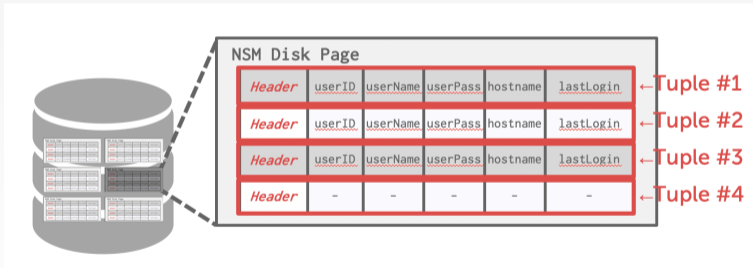 NSM Disk Page
Header userID userName userPass hostname lastLogin ←Tuple #1
Header userID userName userPass hostname lastLogin ←Tuple #2
Header userID userName userPass hostname lastLogin ←Tuple #3
Header - - - - - ←Tuple #4